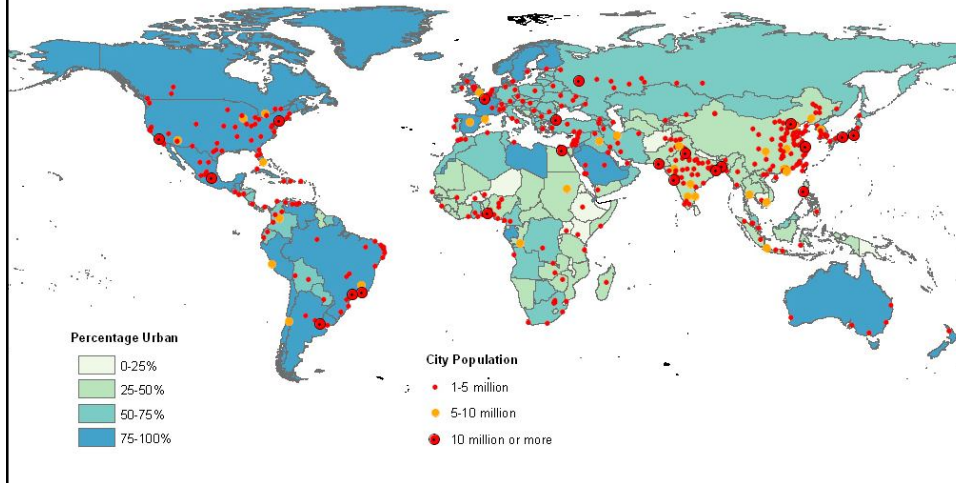 Percentage Urban
0-25%
25-50%
50-75%
75-100%
City Population
1-5 million
5-10 million
10 million or more